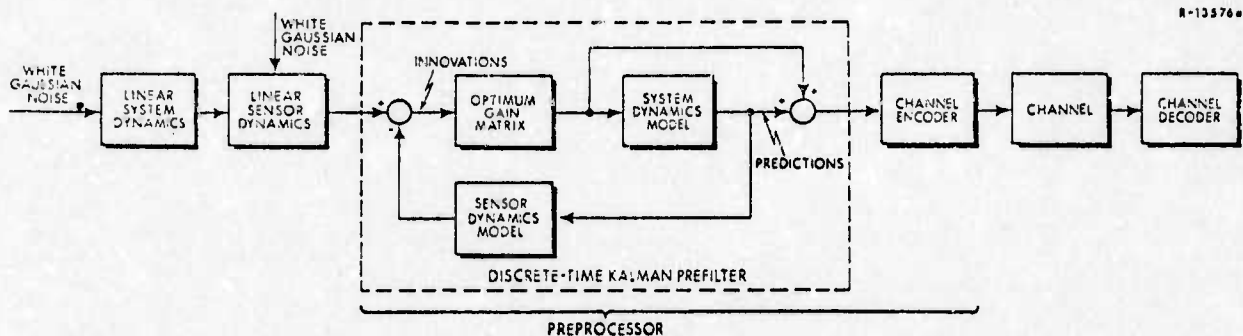 R-13576a
WHITE
GAUSSIAN
NOISE
WHITE
GAUSSIAN
NOISE
LINEAR
SYSTEM
DYNAMICS
LINEAR
SENSOR
DYNAMICS
INNOVATIONS
OPTIMUM
GAIN
MATRIX
SYSTEM
DYNAMICS
MODEL
PREDICTIONS
CHANNEL
ENCODER
CHANNEL
CHANNEL
DECODER
SENSOR
DYNAMICS
MODEL
DISCRETE-TIME KALMAN PREFILTER
PREPROCESSOR